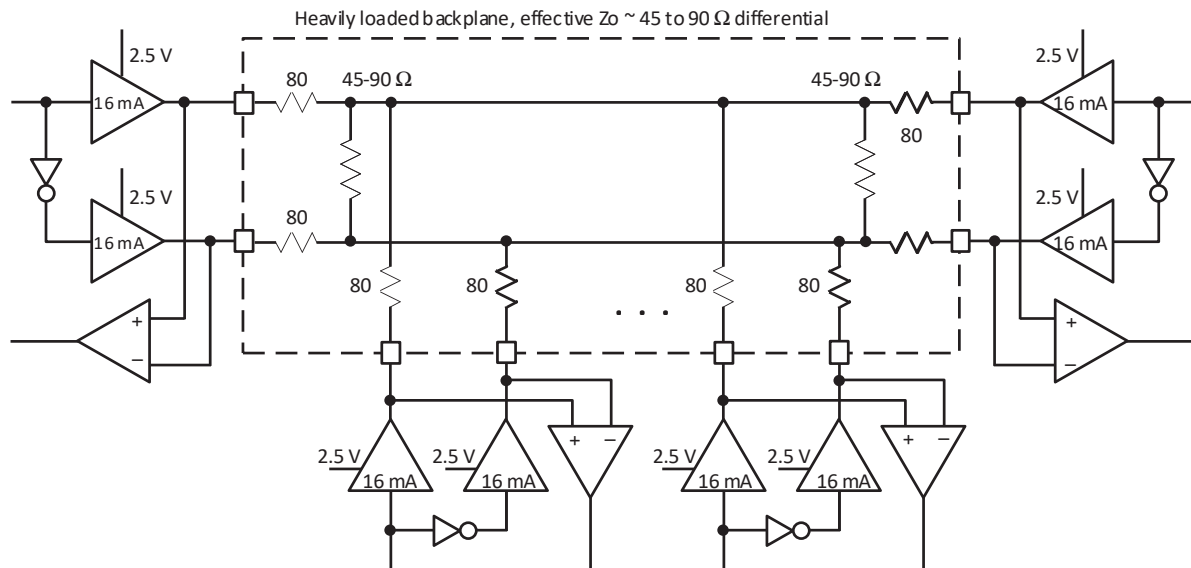 Heavily loaded backplane, effective Zo ~ 45 to 90 Ω differential
2.5 V
2.5 V
80
45-90 Ω
45-90 Ω
16 mA
16 mA
80
2.5 V
2.5 V
80
16 mA
16 mA
80
80
80
80
+
−
. . .
+
−
+
−
+
−
2.5 V
2.5 V
2.5 V
2.5 V
16 mA
16 mA
16 mA
16 mA